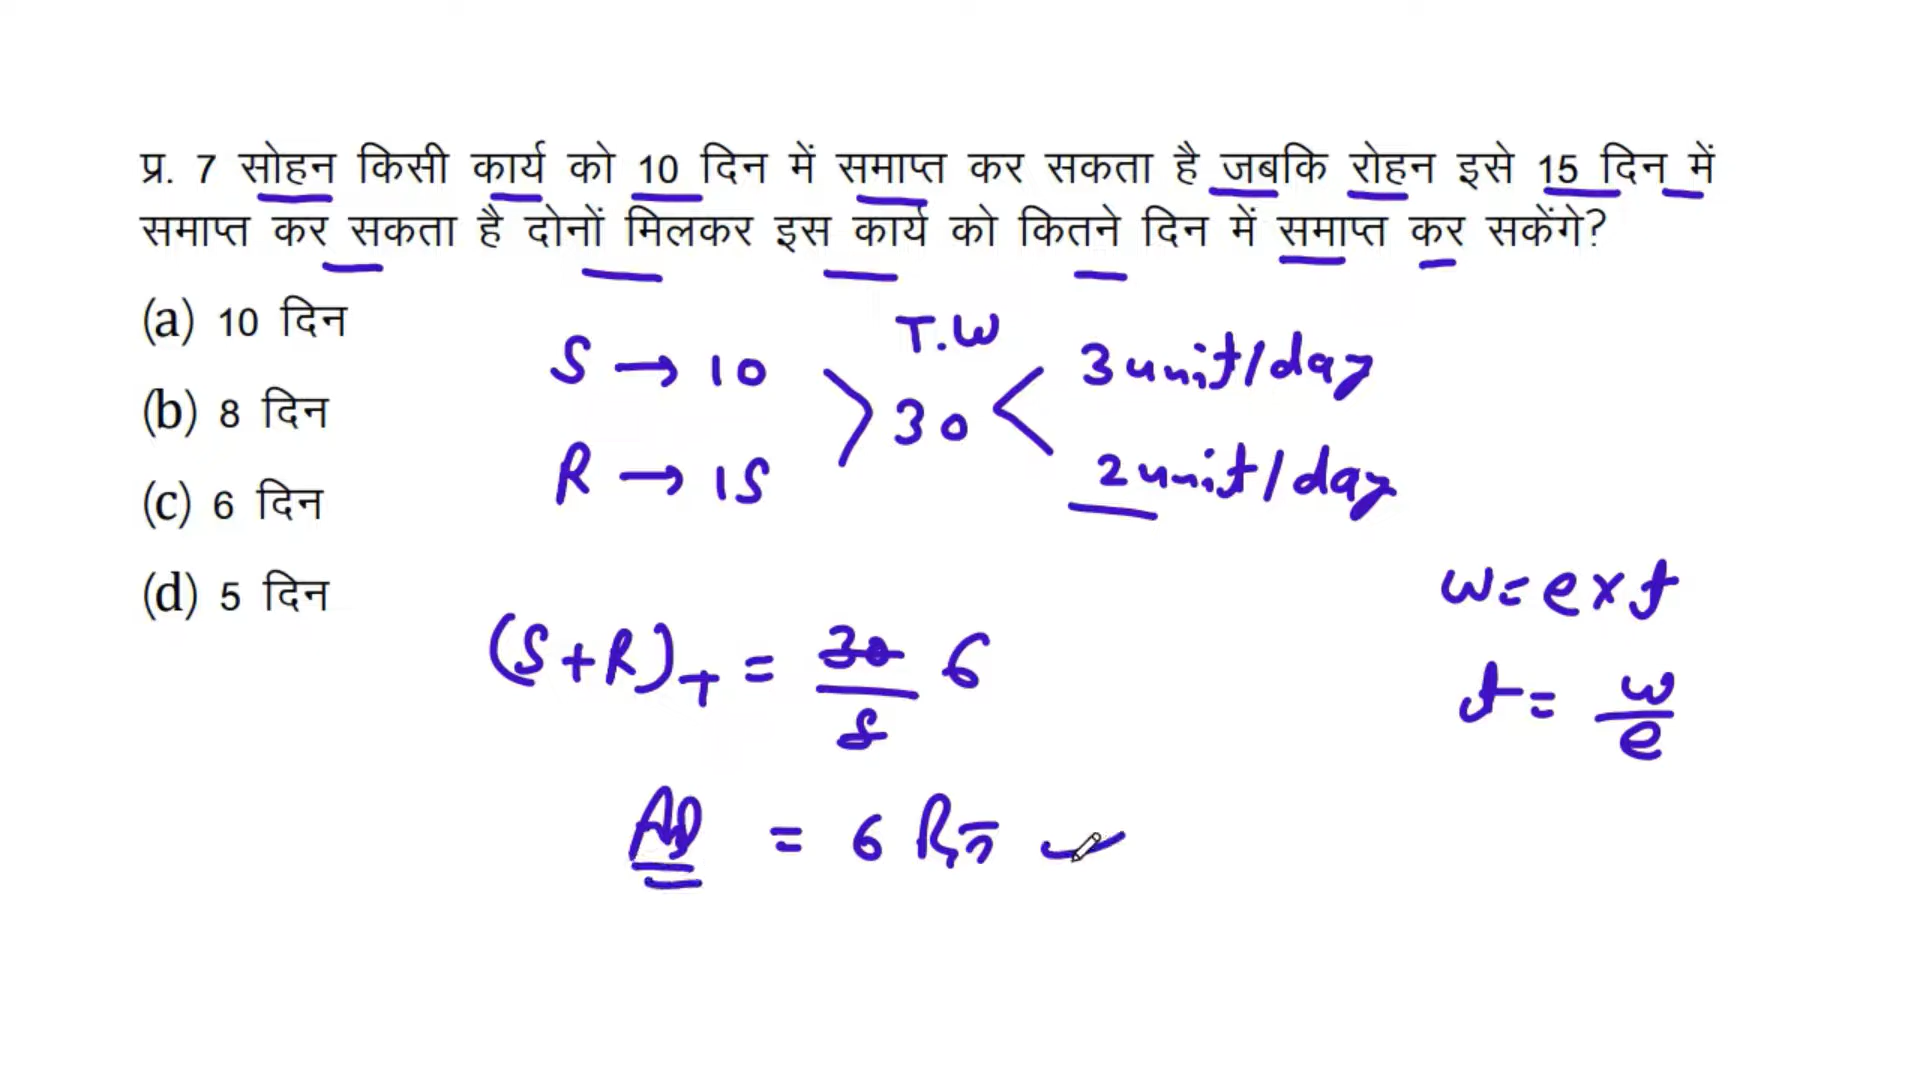 प्र. 7 सोहन किसी कार्य को 10 दिन में समाप्त कर सकता है जबकि रोहन इसे 15 दिन में
समाप्त कर सकता है दोनों मिलकर इस कार्य को कितने दिन में समाप्त कर सकेंगे?
(a) 10 दिन
(b) 8 दिन
(c) 6 दिन
(d) 5 दिन
T.W
S → 10
3 unit/day
30
R → 15
2 unit/day
w = e x t
(S+R)T = 30/5 6
t = w/e
= 6 दिन